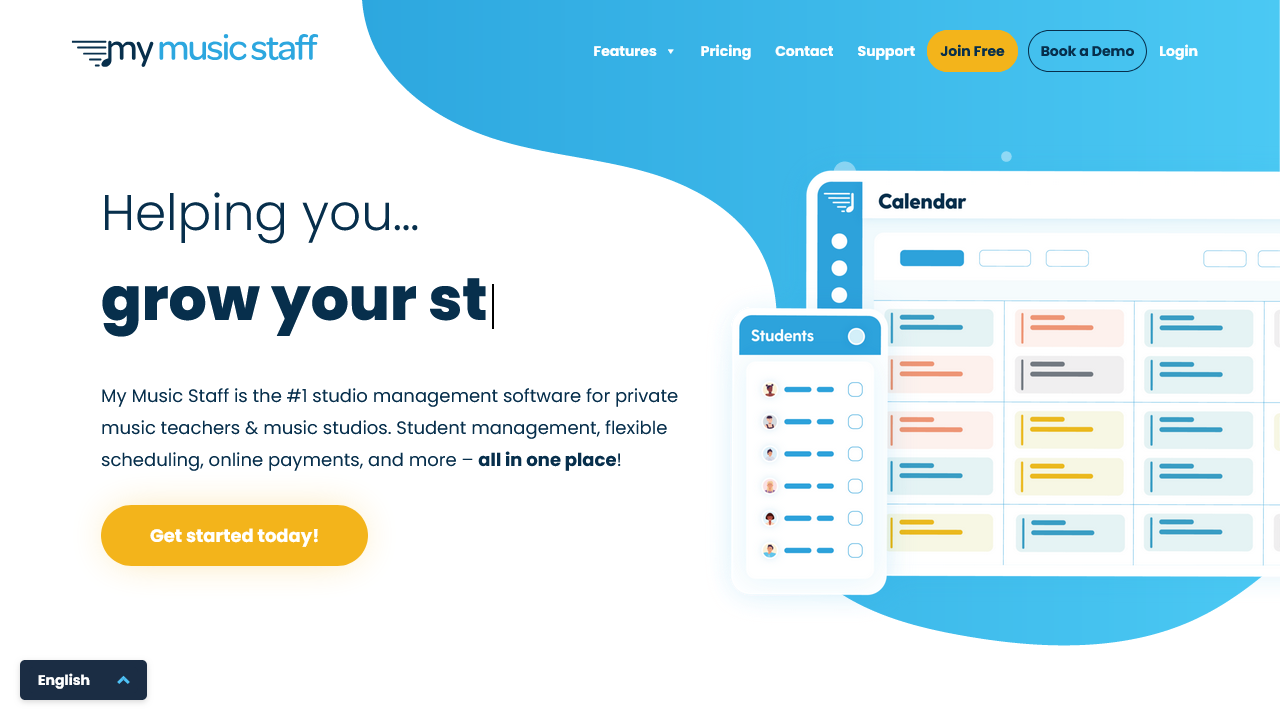 my music staff
Features ▼ Pricing Contact Support Join Free Book a Demo Login
Helping you...
grow your st
My Music Staff is the #1 studio management software for private
music teachers & music studios. Student management, flexible
scheduling, online payments, and more – all in one place!
Get started today!
Calendar
Students
English